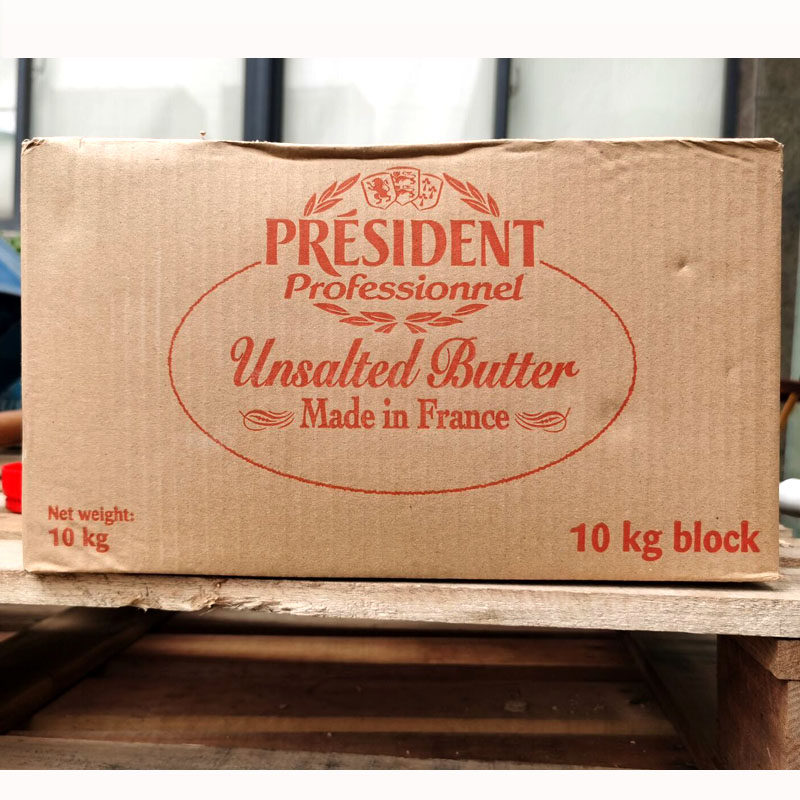 PRÉSIDENT
Professionnel
Unsalted Butter
Made in France
Net weight:
10 kg
10 kg block